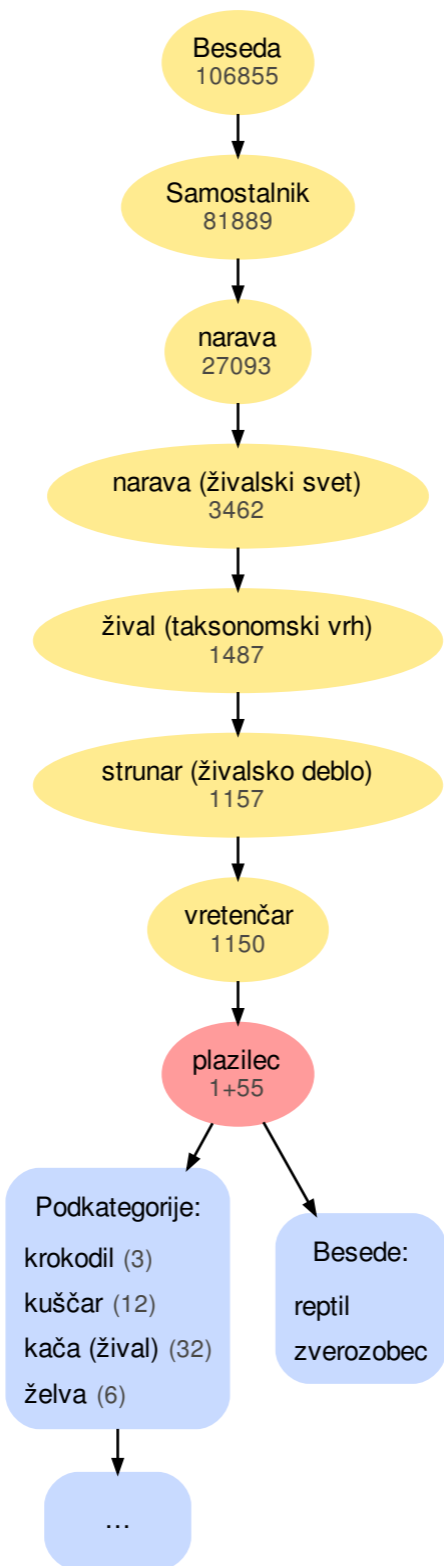 Beseda
106855
Samostalnik
81889
narava
27093
narava (živalski svet)
3462
žival (taksonomski vrh)
1487
strunar (živalsko deblo)
1157
vretenčar
1150
plazilec
1+55
Podkategorije:
krokodil (3)
kuščar (12)
kača (žival) (32)
želva (6)
...
Besede:
reptil
zverozobec